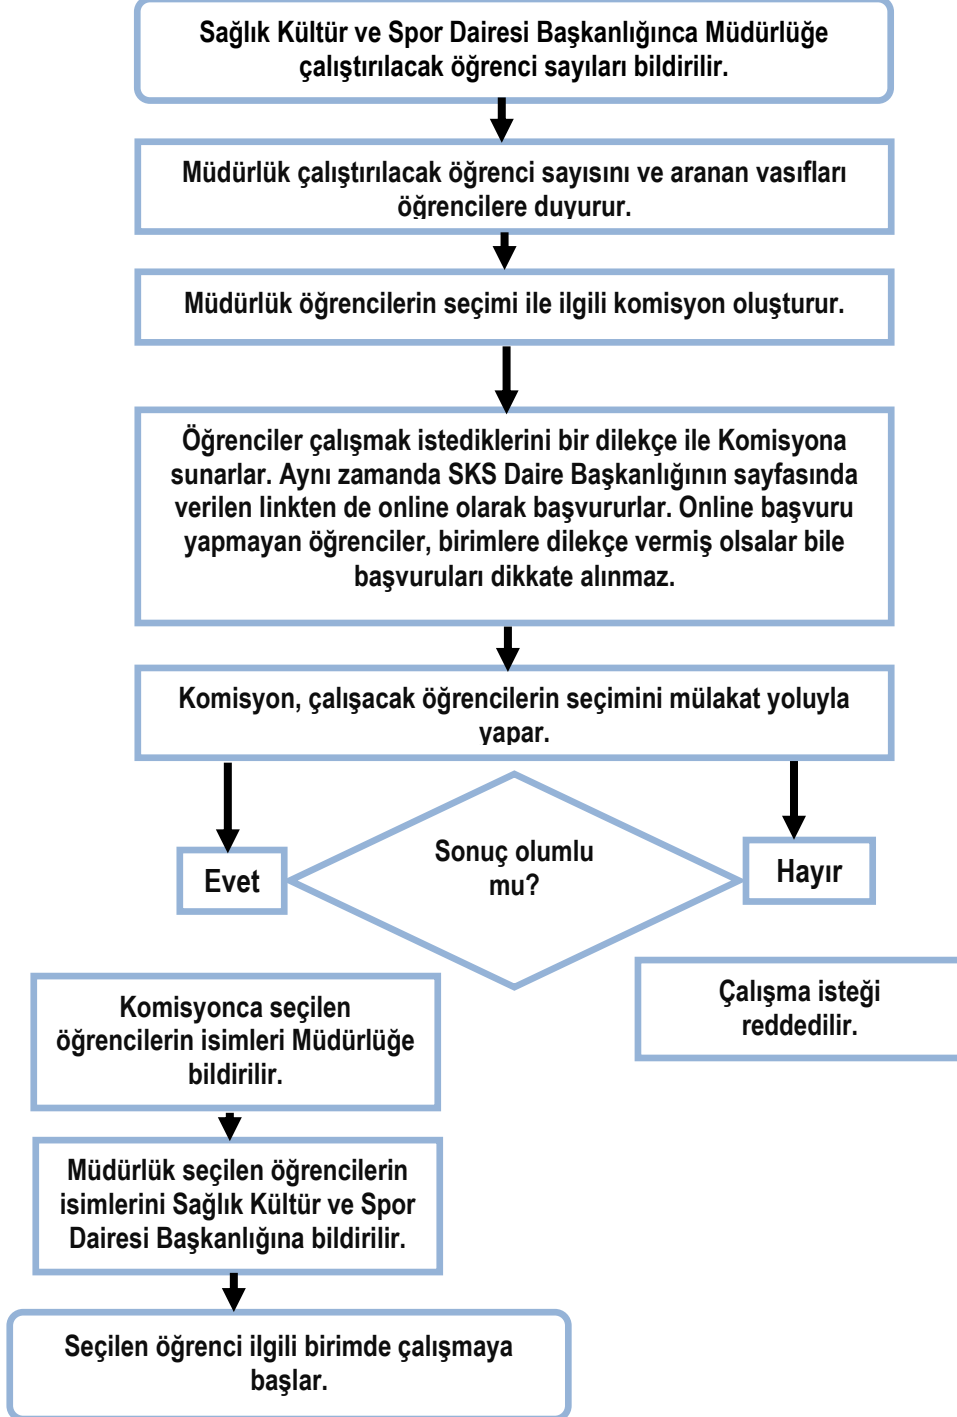 Sağlık Kültür ve Spor Dairesi Başkanlığınca Müdürlüğe
çalıştırılacak öğrenci sayıları bildirilir.
Müdürlük çalıştırılacak öğrenci sayısını ve aranan vasıfları
öğrencilere duyurur.
Müdürlük öğrencilerin seçimi ile ilgili komisyon oluşturur.
Öğrenciler çalışmak istediklerini bir dilekçe ile Komisyona
sunarlar. Aynı zamanda SKS Daire Başkanlığının sayfasında
verilen linkten de online olarak başvururlar. Online başvuru
yapmayan öğrenciler, birimlere dilekçe vermiş olsalar bile
başvuruları dikkate alınmaz.
Komisyon, çalışacak öğrencilerin seçimini mülakat yoluyla
yapar.
Sonuç olumlu
mu?
Evet
Hayır
Komisyonca seçilen
öğrencilerin isimleri Müdürlüğe
bildirilir.
Çalışma isteği
reddedilir.
Müdürlük seçilen öğrencilerin
isimlerini Sağlık Kültür ve Spor
Dairesi Başkanlığına bildirilir.
Seçilen öğrenci ilgili birimde çalışmaya
başlar.